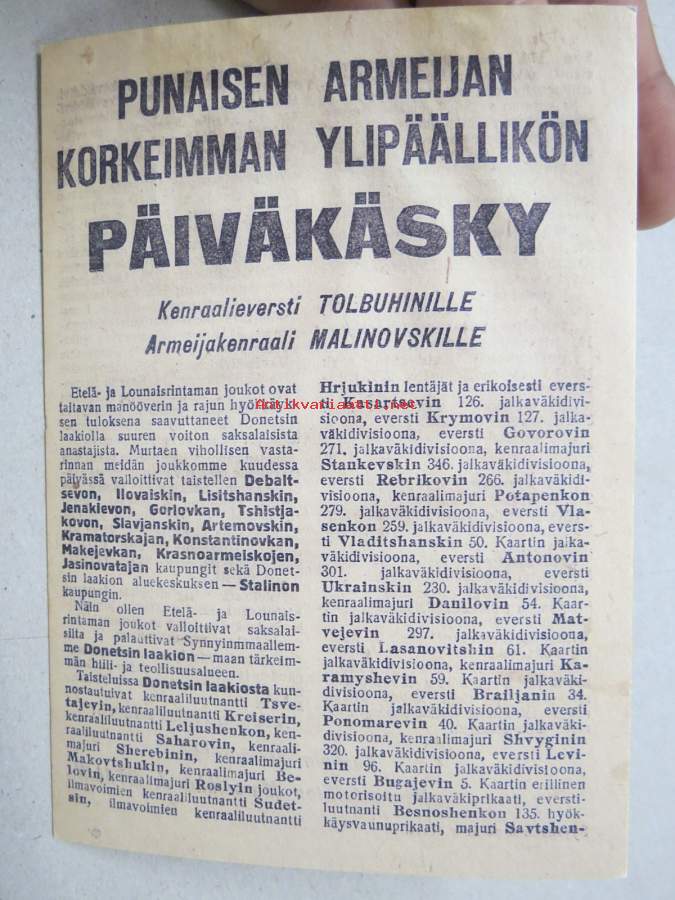 PUNAISEN ARMEIJAN
KORKEIMMAN YLIPÄÄLLIKÖN
PÄIVÄKÄSKY
Kenraalieversti TOLBUHINILLE
Armeijakenraali MALINOVSKILLE
Etelä- ja Lounaisrintaman joukot ovat
taitavan manööverin ja rajun
sen tuloksena saavuttaneet Donetsin
laakiolla suuren voiton saksalaisista
anastajista. Murtaen vihollisen vasta-
rinnan meidän joukkomme kuudessa
päivässä valloittivat taistellen Debalt-
sevon, Ilovaiskin, Lisitshanskin,
Jenakievon, Gorlovkan, Tshistja-
kovon, Slavjanskin, Artemovskin,
Kramatorskajan, Konstantinovkan,
Makejevkan, Krasnoarmeiskojen,
Jasinovatajan kaupungit sekä Donet-
sin laakion aluekeskuksen — Stalinon
kaupungin.
Näin ollen Etelä- ja Lounais-
rintaman joukot valloittivat saksalai-
silta ja palauttivat Synnyinmaallem-
me Donetsin laakion — maan tärkeim-
män hiili- ja teollisuusalueen.
Taisteluissa Donetsin laakiosta kun-
nostautuivat kenraaliluutnantti Tsve-
tajevin, kenraaliluutnantti Kreiserin,
kenraaliluutnantti Leljushenkon, ken-
raaliluutnantti Saharovin, kenraali-
majuri Sherebinin, kenraalimajuri
Makovtshukin, kenraalimajuri Be-
lovin, kenraalimajuri Roslyin joukot,
ilmavoimien kenraaliluutnantti Sudet-
sin, ilmavoimien kenraaliluutnantti
Hrjukinin lentäjät ja erikoisesti evers-
ti Kusartsevin 126. jalkaväkidivi-
sioona, eversti Krymovin 127. jalka-
väkidivisioona, eversti Govorovin
271. jalkaväkidivisioona, kenraalimajuri
Stankevskin 346. jalkaväkidivisioona,
eversti Rebrikovin 266. jalkaväkidi-
visioona, kenraalimajuri Potapenkon
279. jalkaväkidivisioona, eversti Vla-
senkon 259. jalkaväkidivisioona, evers-
ti Vladitshanskin 50. Kaartin jalka-
väkidivisioona, eversti Antonovin
301. jalkaväkidivisioona, eversti
Ukrainskin 230. jalkaväkidivisioona,
kenraalimajuri Danilovin 54. Kaar-
tin jalkaväkidivisioona, eversti Mat-
vejevin 297. jalkaväkidivisioona,
eversti Lasanovitshin 61. Kaartin
jalkaväkidivisioona, kenraalimajuri Ka-
ramyshevin 59. Kaartin jalkaväki-
divisioona, eversti Brailjanin 34.
Kaartin jalkaväkidivisioona, eversti
Ponomarevin 40. Kaartin jalkaväki-
divisioona, kenraalimajuri Shvyginin
320. jalkaväkidivisioona, eversti Levi-
nin 96. Kaartin jalkaväkidivisioona,
eversti Bugajevin 5. Kaartin erillinen
motorisoitu jalkaväkiprikaati, eversti-
luutnantti Besnoshenkon 135. hyök-
käysvaunuprikaati, majuri Savtshen-
Antikvariaatti.net